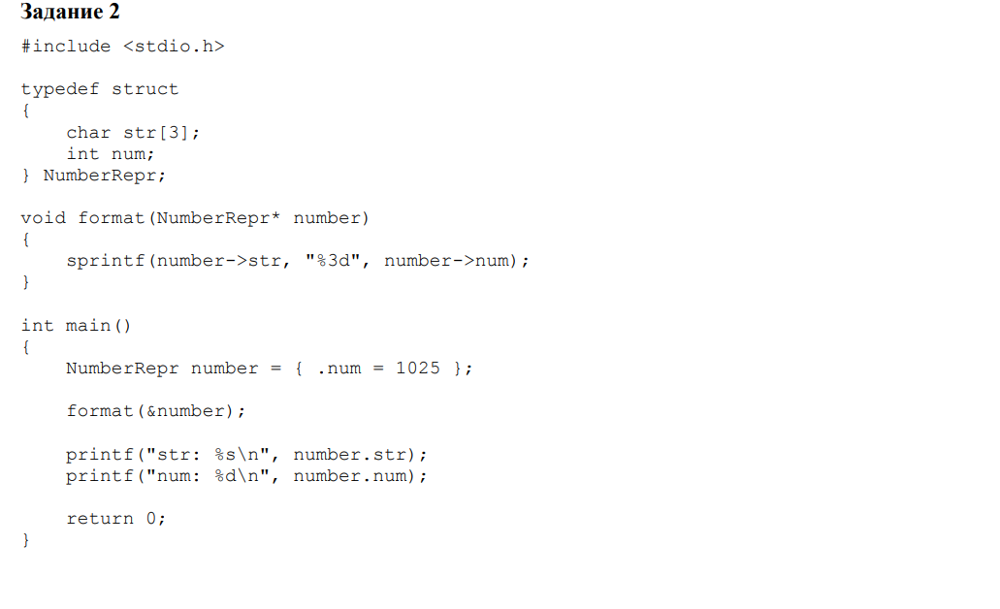 Задание 2
#include <stdio.h>
typedef struct
{
    char str[3];
    int num;
} NumberRepr;
void format(NumberRepr* number)
{
    sprintf(number->str, "%3d", number->num);
}
int main()
{
    NumberRepr number = { .num = 1025 };
    format(&number);
    printf("str: %s\n", number.str);
    printf("num: %d\n", number.num);
    return 0;
}